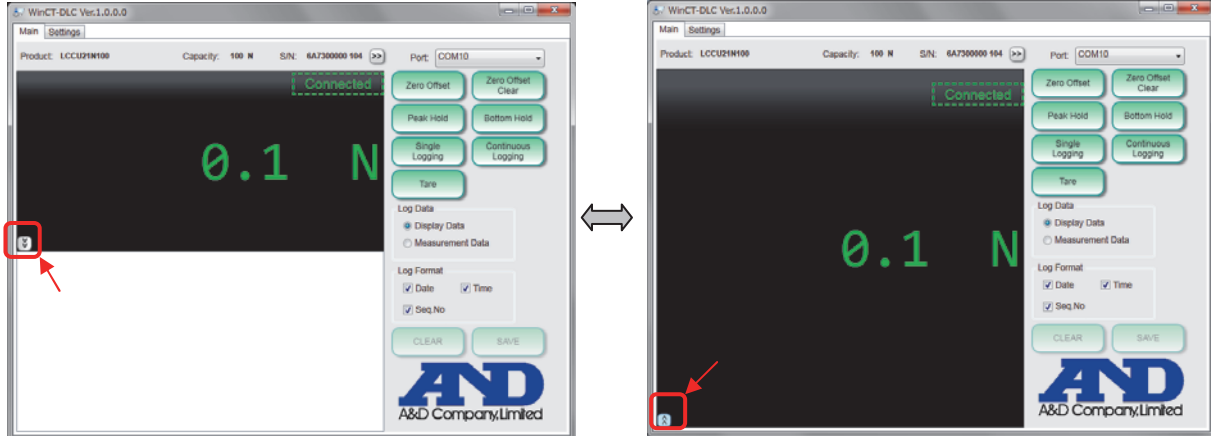 WinCT-DLC Ver.1.0.0.0
Main Settings
Product: LCCU21N100 Capacity: 100 N S/N: 6A7300000 104 >> Port: COM10
Connected
Zero Offset Zero Offset Clear
Peak Hold Bottom Hold
Single Logging Continuous Logging
0.1 N
Tare
Log Data
Display Data
Measurement Data
Log Format
Date Time
Seq.No
CLEAR SAVE
AND
A&D Company,Limited
WinCT-DLC Ver.1.0.0.0
Main Settings
Product: LCCU21N100 Capacity: 100 N S/N: 6A7300000 104 >> Port: COM10
Connected
Zero Offset Zero Offset Clear
Peak Hold Bottom Hold
Single Logging Continuous Logging
Tare
Log Data
Display Data
0.1 N
Measurement Data
Log Format
Date Time
Seq.No
CLEAR SAVE
AND
A&D Company,Limited